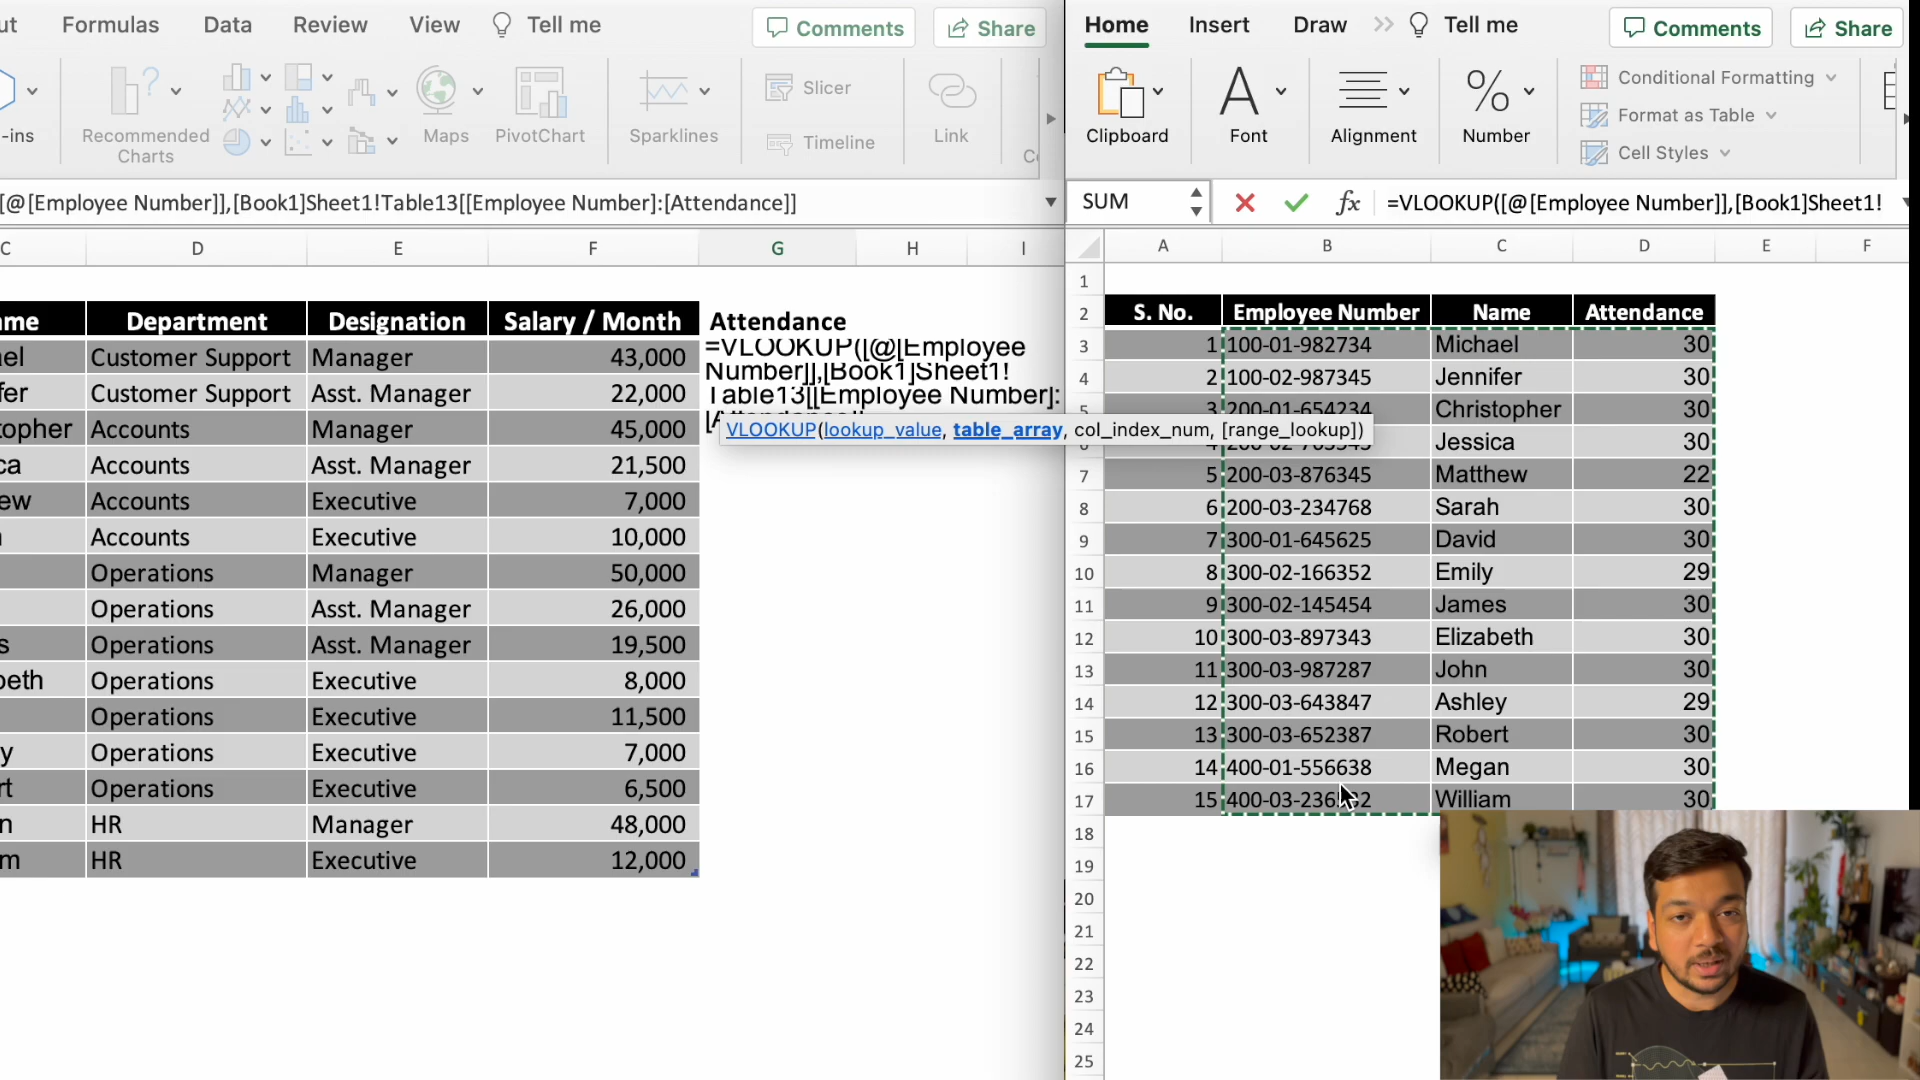 ut Formulas Data Review View Tell me Comments Share
-ins Recommended Charts Maps PivotChart Sparklines Slicer Timeline Link
[@[Employee Number]],[Book1]Sheet1!Table13[[Employee Number]:[Attendance]]
C D E F G H I
me Department Designation Salary / Month Attendance
el Customer Support Manager 43,000
fer Customer Support Asst. Manager 22,000
topher Accounts Manager 45,000
ca Accounts Asst. Manager 21,500
ew Accounts Executive 7,000
Accounts Executive 10,000
Operations Manager 50,000
Operations Asst. Manager 26,000
s Operations Asst. Manager 19,500
beth Operations Executive 8,000
Operations Executive 11,500
y Operations Executive 7,000
rt Operations Executive 6,500
n HR Manager 48,000
m HR Executive 12,000
=VLOOKUP([@[Employee
Number]],[Book1]Sheet1!
Table13[[Employee Number]:
VLOOKUP(lookup_value, table_array, col_index_num, [range_lookup])
Home Insert Draw Tell me Comments Share
Clipboard Font Alignment Number
Conditional Formatting
Format as Table
Cell Styles
SUM fx =VLOOKUP([@[Employee Number]],[Book1]Sheet1!
A B C D E F
1
2 S. No. Employee Number Name Attendance
3 1 100-01-982734 Michael 30
4 2 100-02-987345 Jennifer 30
5 3 200-01-654234 Christopher 30
Jessica 30
7 5 200-03-876345 Matthew 22
8 6 200-03-234768 Sarah 30
9 7 300-01-645625 David 30
10 8 300-02-166352 Emily 29
11 9 300-02-145454 James 30
12 10 300-03-897343 Elizabeth 30
13 11 300-03-987287 John 30
14 12 300-03-643847 Ashley 29
15 13 300-03-652387 Robert 30
16 14 400-01-556638 Megan 30
17 15 William 30
18
19
20
21
22
23
24
25